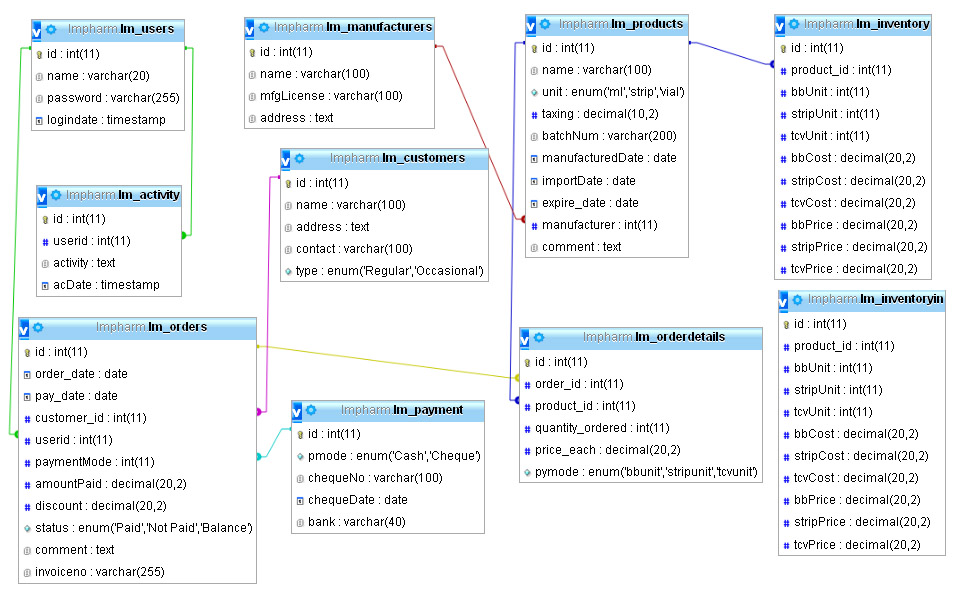 lmpharm lm_users
id : int(11)
name : varchar(20)
password : varchar(255)
logindate : timestamp
lmpharm lm_manufacturers
id : int(11)
name : varchar(100)
mfgLicense : varchar(100)
address : text
lmpharm lm_products
id : int(11)
name : varchar(100)
unit : enum('ml','strip','vial')
taxing : decimal(10,2)
batchNum : varchar(200)
manufacturedDate : date
importDate : date
expire_date : date
manufacturer : int(11)
comment : text
lmpharm lm_inventory
id : int(11)
product_id : int(11)
bbUnit : int(11)
stripUnit : int(11)
tcvUnit : int(11)
bbCost : decimal(20,2)
stripCost : decimal(20,2)
tcvCost : decimal(20,2)
bbPrice : decimal(20,2)
stripPrice : decimal(20,2)
tcvPrice : decimal(20,2)
lmpharm lm_customers
id : int(11)
name : varchar(100)
address : text
contact : varchar(100)
type : enum('Regular','Occasional')
lmpharm lm_activity
id : int(11)
userid : int(11)
activity : text
acDate : timestamp
lmpharm lm_orders
id : int(11)
order_date : date
pay_date : date
customer_id : int(11)
userid : int(11)
paymentMode : int(11)
amountPaid : decimal(20,2)
discount : decimal(20,2)
status : enum('Paid','Not Paid','Balance')
comment : text
invoiceno : varchar(255)
lmpharm lm_payment
id : int(11)
pmode : enum('Cash','Cheque')
chequeNo : varchar(100)
chequeDate : date
bank : varchar(40)
lmpharm lm_orderdetails
id : int(11)
order_id : int(11)
product_id : int(11)
quantity_ordered : int(11)
price_each : decimal(20,2)
pymode : enum('bbunit','stripunit','tcvunit')
lmpharm lm_inventoryin
id : int(11)
product_id : int(11)
bbUnit : int(11)
stripUnit : int(11)
tcvUnit : int(11)
bbCost : decimal(20,2)
stripCost : decimal(20,2)
tcvCost : decimal(20,2)
bbPrice : decimal(20,2)
stripPrice : decimal(20,2)
tcvPrice : decimal(20,2)